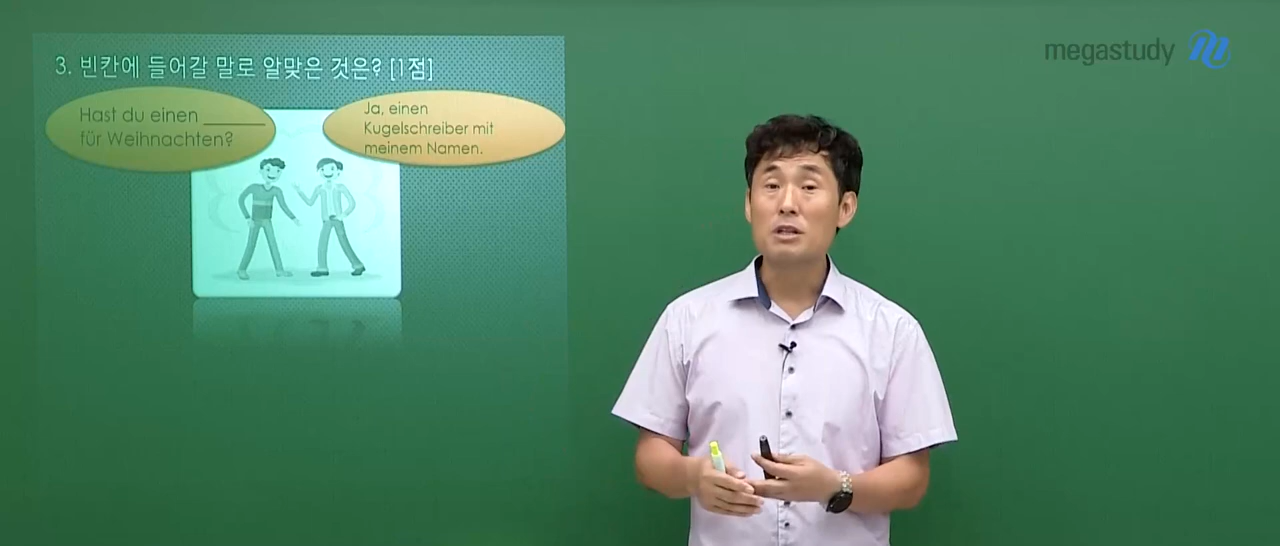 megastudy
3. 빈칸에 들어갈 말로 알맞은 것은? [1점]
Hast du einen ______
für Weihnachten?
Ja, einen
Kugelschreiber mit
meinem Namen.